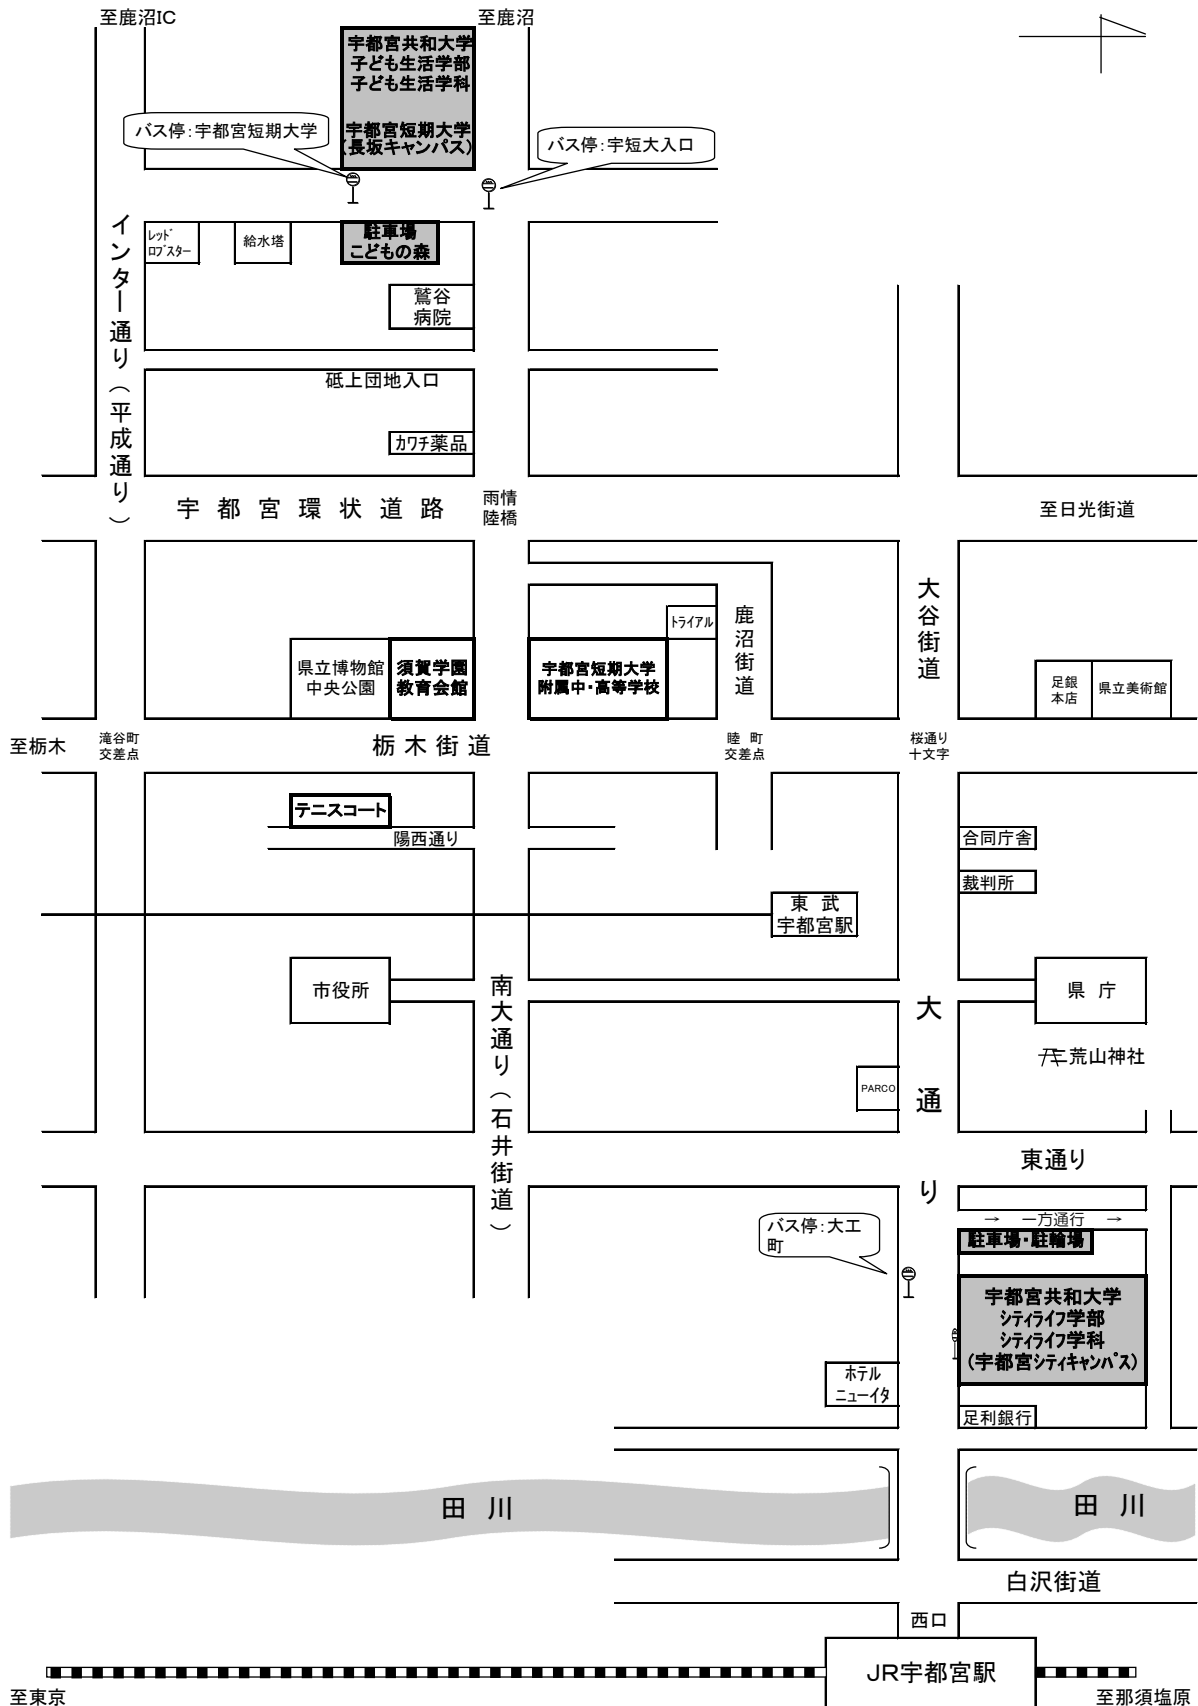 至鹿沼IC
至鹿沼
宇都宮共和大学
子ども生活学部
子ども生活学科
宇都宮短期大学
(長坂キャンパス)
バス停:宇都宮短期大学
バス停:宇短大入口
インター通り(平成通り)
レッド
ロブスター
給水塔
駐車場
こどもの森
鷲谷
病院
砥上団地入口
カワチ薬品
宇都宮環状道路
雨情
陸橋
至日光街道
大谷街道
鹿沼街道
トライアル
県立博物館
中央公園
須賀学園
教育会館
宇都宮短期大学
附属中・高等学校
足銀
本店
県立美術館
至栃木
滝谷町
交差点
栃木街道
睦町
交差点
桜通り
十文字
テニスコート
陽西通り
合同庁舎
裁判所
東武
宇都宮駅
市役所
南大通り(石井街道)
大通り
県庁
二荒山神社
PARCO
東通り
→ 一方通行 →
バス停:大工
町
駐車場・駐輪場
宇都宮共和大学
シティライフ学部
シティライフ学科
(宇都宮シティキャンパス)
ホテル
ニューイタ
足利銀行
田川
田川
白沢街道
西口
JR宇都宮駅
至東京
至那須塩原